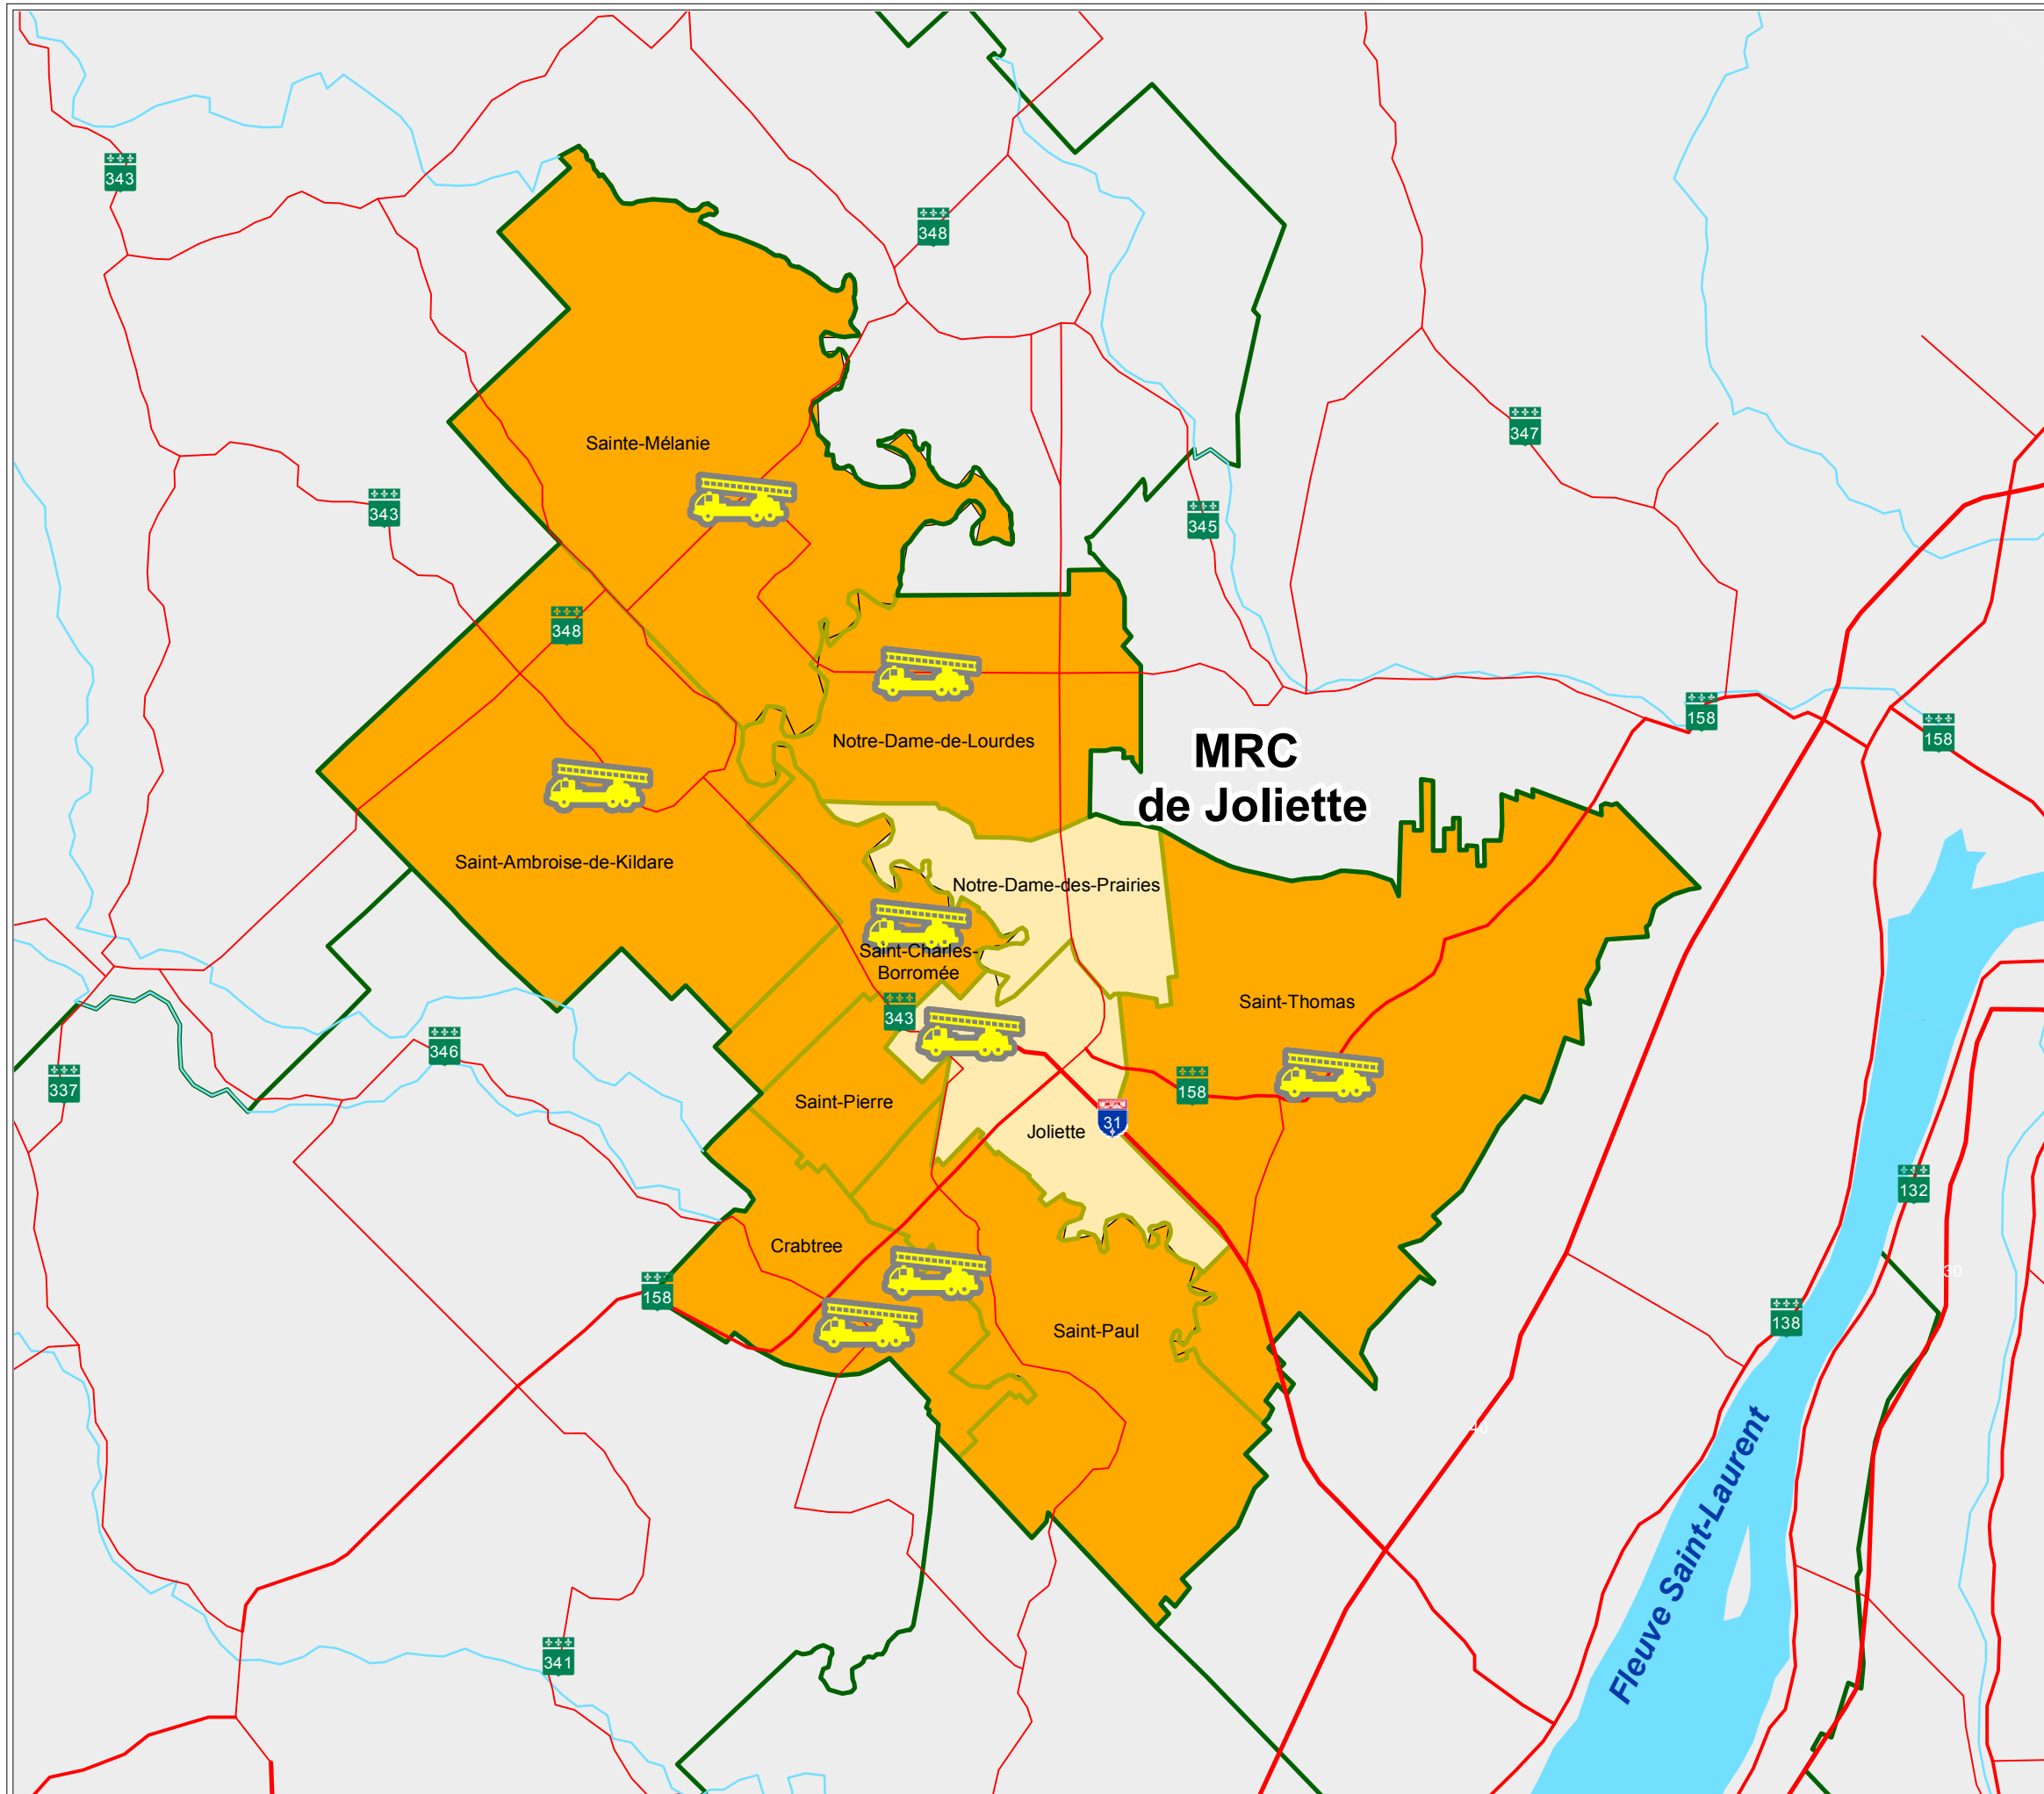 343
348
347
Sainte-Mélanie
343
345
348
158
158
Notre-Dame-de-Lourdes
MRC
de Joliette
Saint-Ambroise-de-Kildare
Notre-Dame-des-Prairies
Saint-Charles-
Borromée
Saint-Thomas
343
346
337
158
Saint-Pierre
31
Joliette
132
Crabtree
30
158
138
Saint-Paul
40
Fleuve Saint-Laurent
341